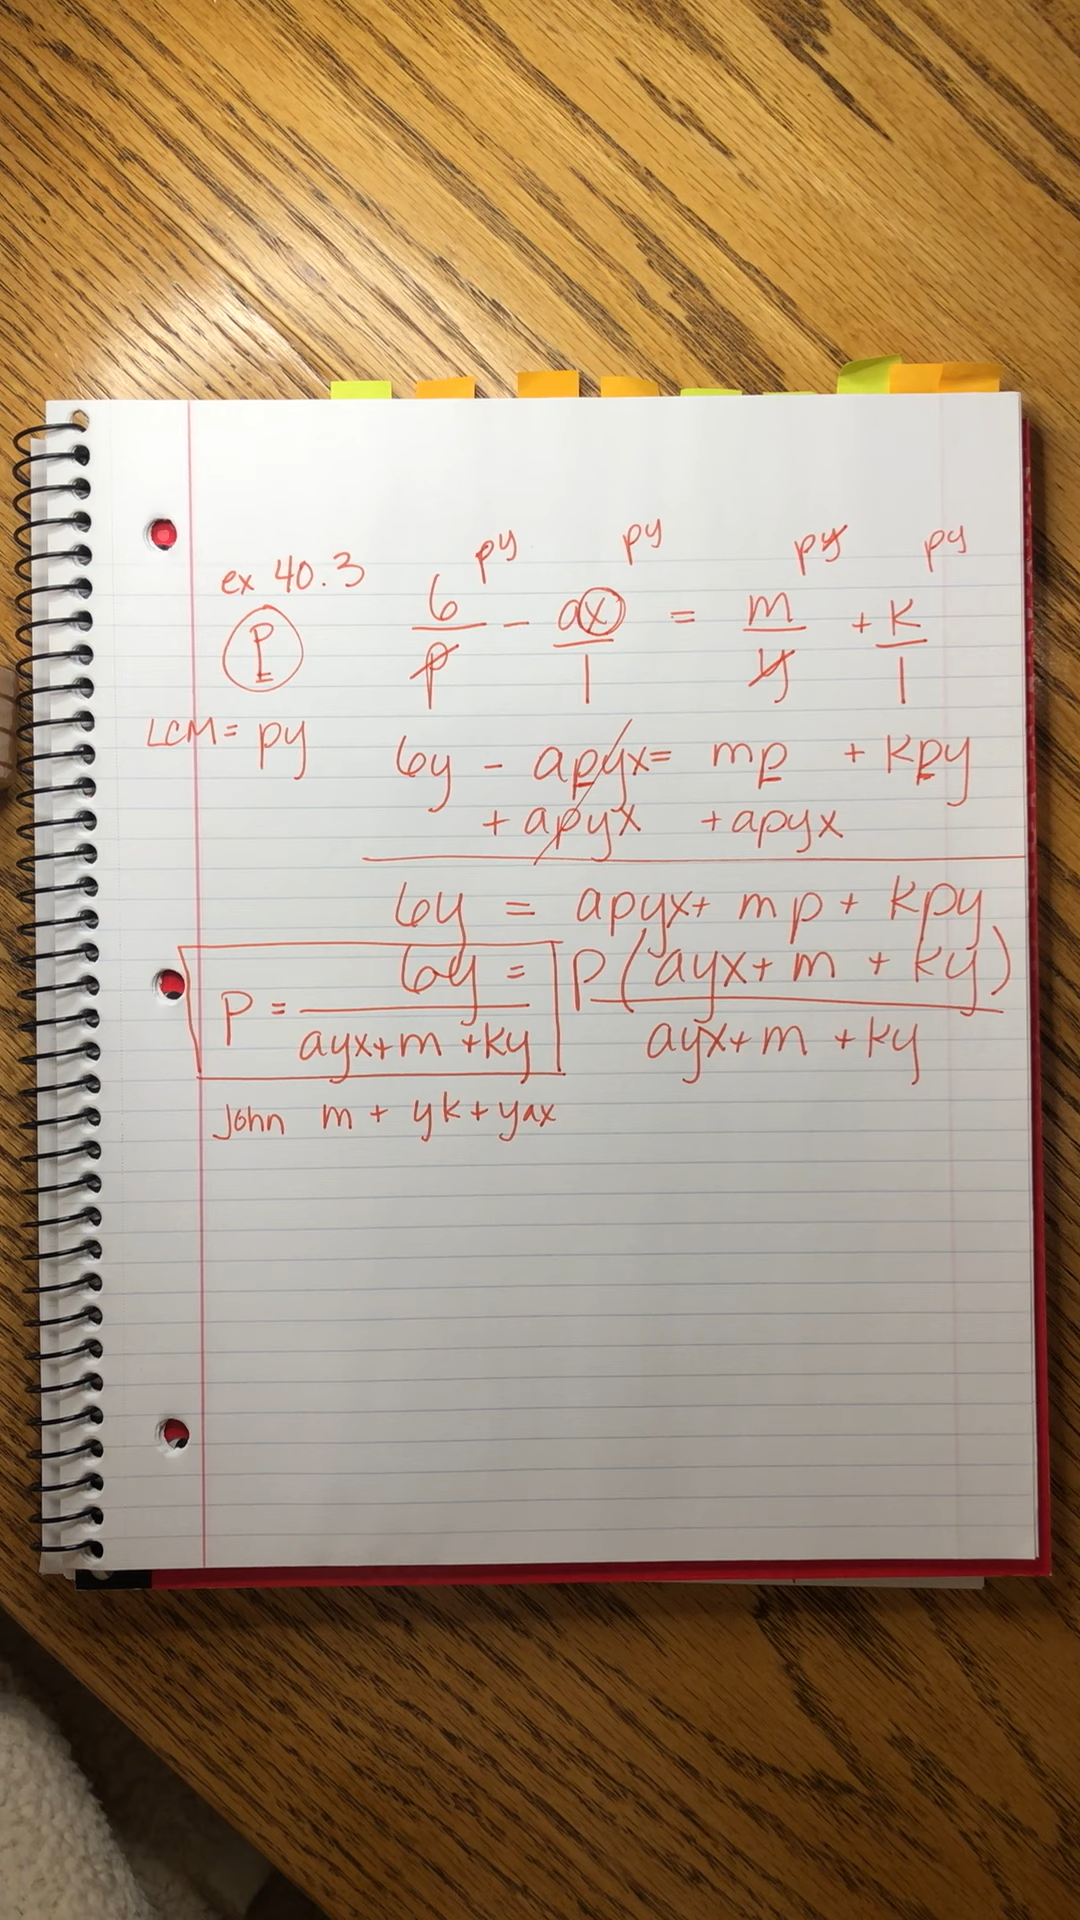 py py py py
ex 40.3 6/p - ax/1 = m/y + k/1
P
LCM = py
6y - apyx = mp + kpy
+ apyx + apyx
6y = apyx + mp + kpy
6y = p(ayx + m + ky)
P = ayx + m + ky ayx + m + ky
John m + yk + yax